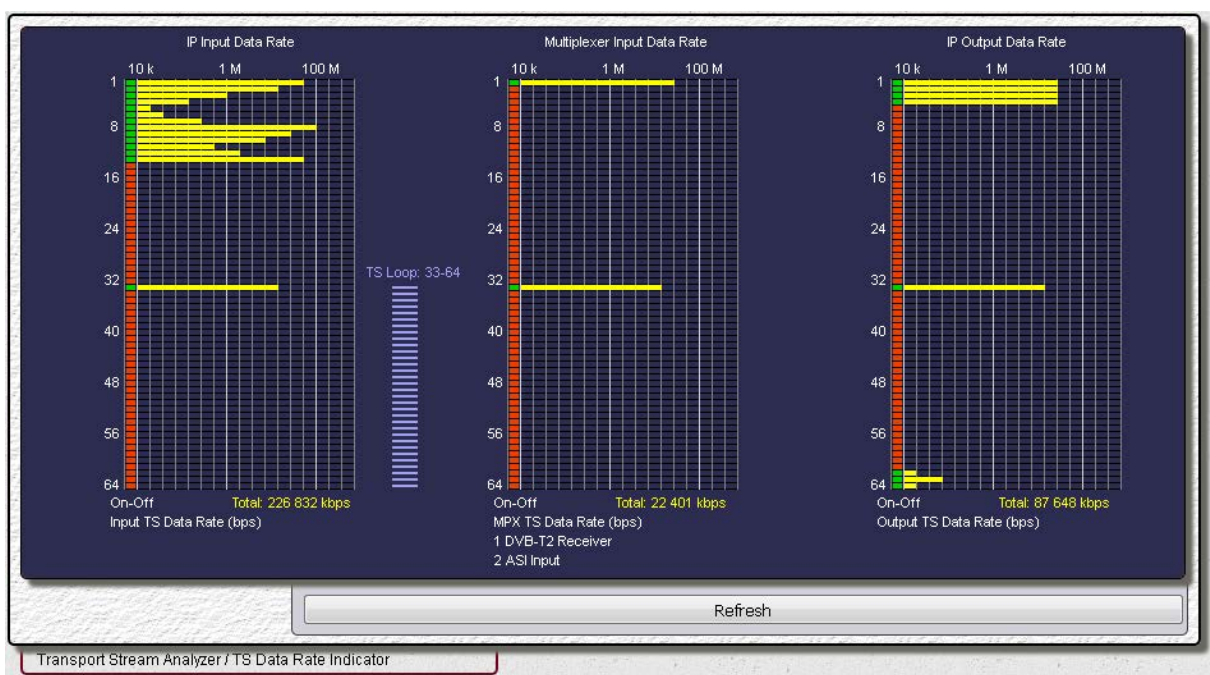 IP Input Data Rate
10 k 1 M 100 M
1
8
16
24
32
40
48
56
64
On-Off Total: 226 832 kbps
Input TS Data Rate (bps)
TS Loop: 33-64
Multiplexer Input Data Rate
10 k 1 M 100 M
1
8
16
24
32
40
48
56
64
On-Off Total: 22 401 kbps
MPX TS Data Rate (bps)
1 DVB-T2 Receiver
2 ASI Input
IP Output Data Rate
10 k 1 M 100 M
1
8
16
24
32
40
48
56
64
On-Off Total: 87 648 kbps
Output TS Data Rate (bps)
Refresh
Transport Stream Analyzer / TS Data Rate Indicator